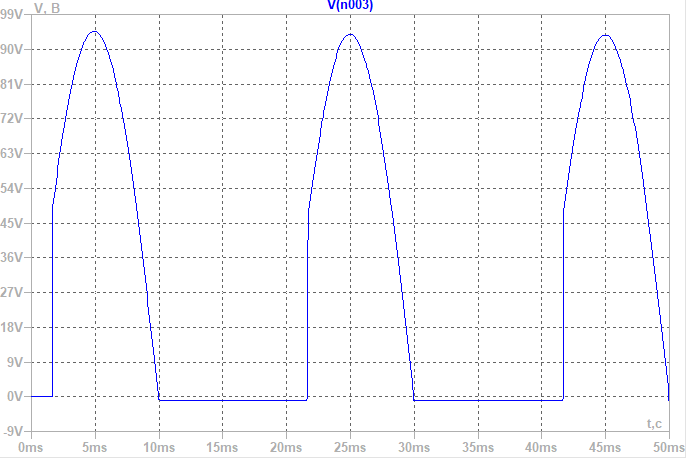 V(n003)
V, В
99V
90V
81V
72V
63V
54V
45V
36V
27V
18V
9V
0V
-9V
t,c
0ms 5ms 10ms 15ms 20ms 25ms 30ms 35ms 40ms 45ms 50ms